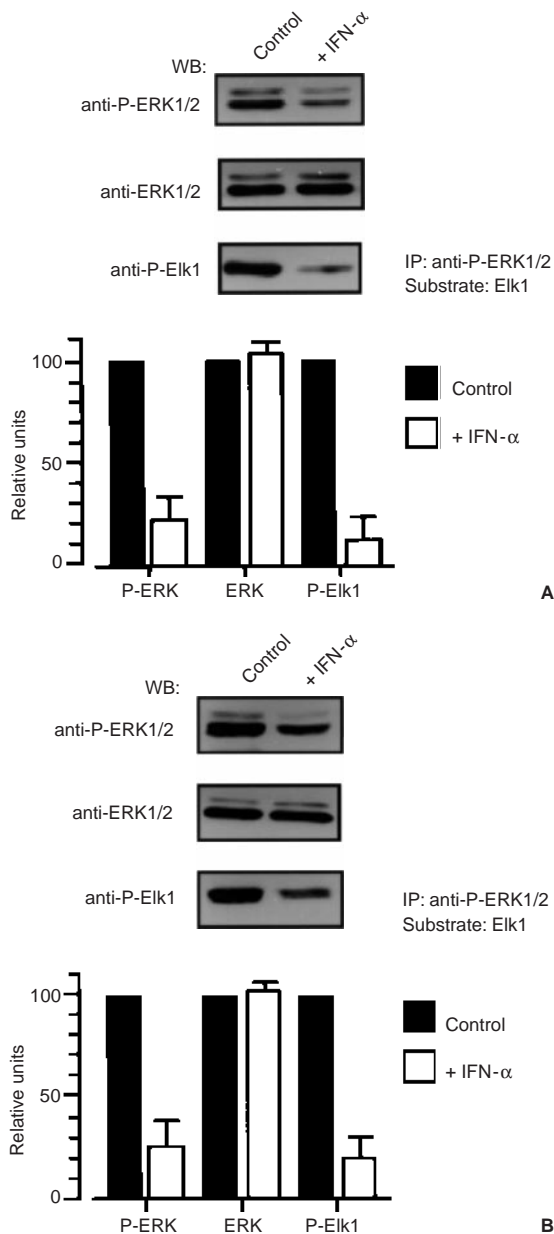 Control
+ IFN-α
WB:
anti-P-ERK1/2
anti-ERK1/2
anti-P-Elk1
IP: anti-P-ERK1/2
Substrate: Elk1
100
50
0
Relative units
Control
+ IFN-α
P-ERK
ERK
P-Elk1
A
Control
+ IFN-α
WB:
anti-P-ERK1/2
anti-ERK1/2
anti-P-Elk1
IP: anti-P-ERK1/2
Substrate: Elk1
100
50
0
Relative units
Control
+ IFN-α
P-ERK
ERK
P-Elk1
B